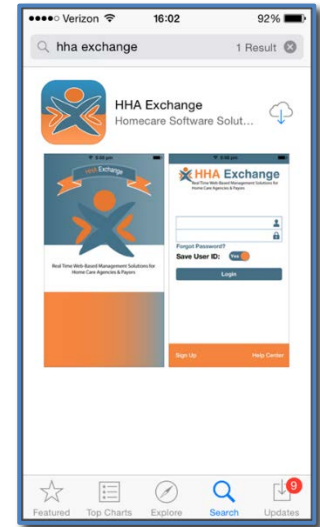 Verizon 16:02 92%
hha exchange 1 Result
HHA Exchange
Homecare Software Solut...
HHA Exchange
Real Time Web-Based Management Solutions for
Home Care Agencies & Payors
HHA Exchange
Real Time Web-Based Management Solutions for
Home Care Agencies & Payors
Forgot Password?
Save User ID: Yes
Login
Sign Up Help Center
9
Featured Top Charts Explore Search Updates